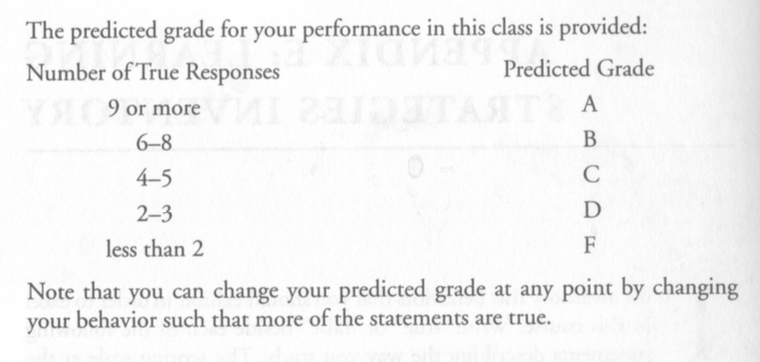 The predicted grade for your performance in this class is provided:
Number of True Responses Predicted Grade
9 or more A
6–8 B
4–5 C
2–3 D
less than 2 F
Note that you can change your predicted grade at any point by changing
your behavior such that more of the statements are true.